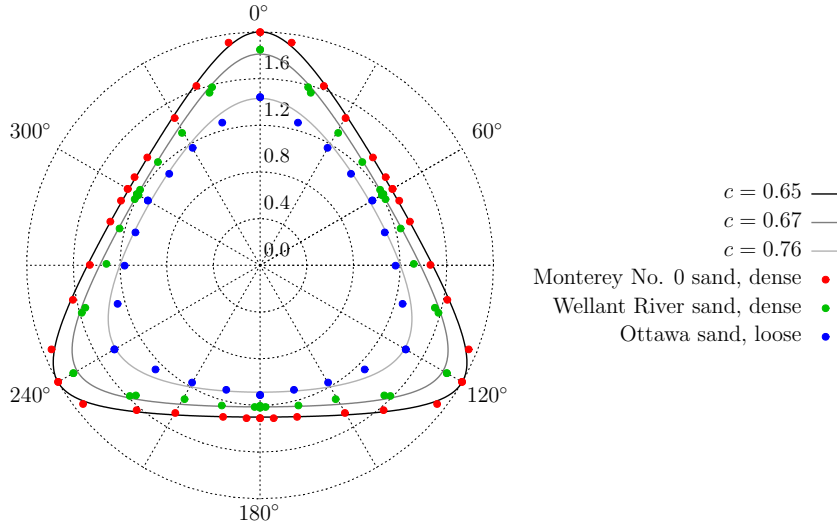 0°
1.6
1.2
300°
60°
0.8
0.4
c = 0.65
c = 0.67
0.0
c = 0.76
Monterey No. 0 sand, dense
Wellant River sand, dense
Ottawa sand, loose
240°
120°
180°